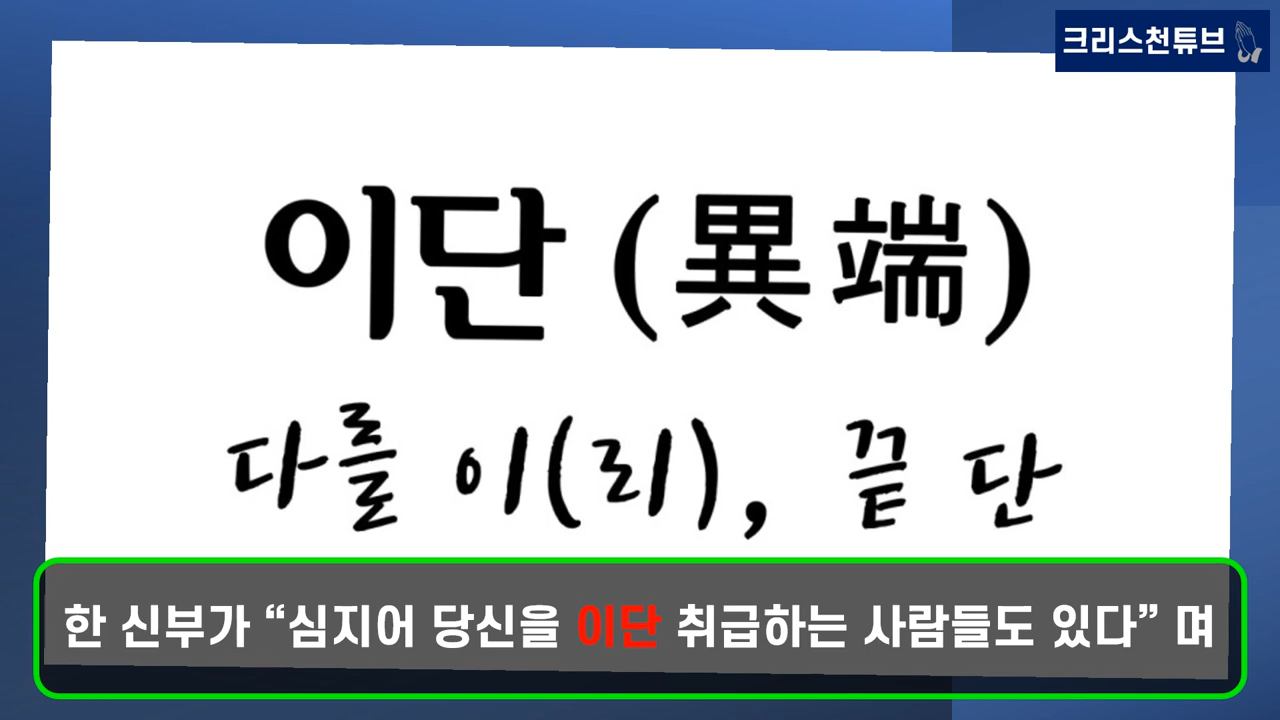 크리스천튜브
이단 (異端)
다를 이(리), 끝 단
한 신부가 “심지어 당신을 이단 취급하는 사람들도 있다” 며